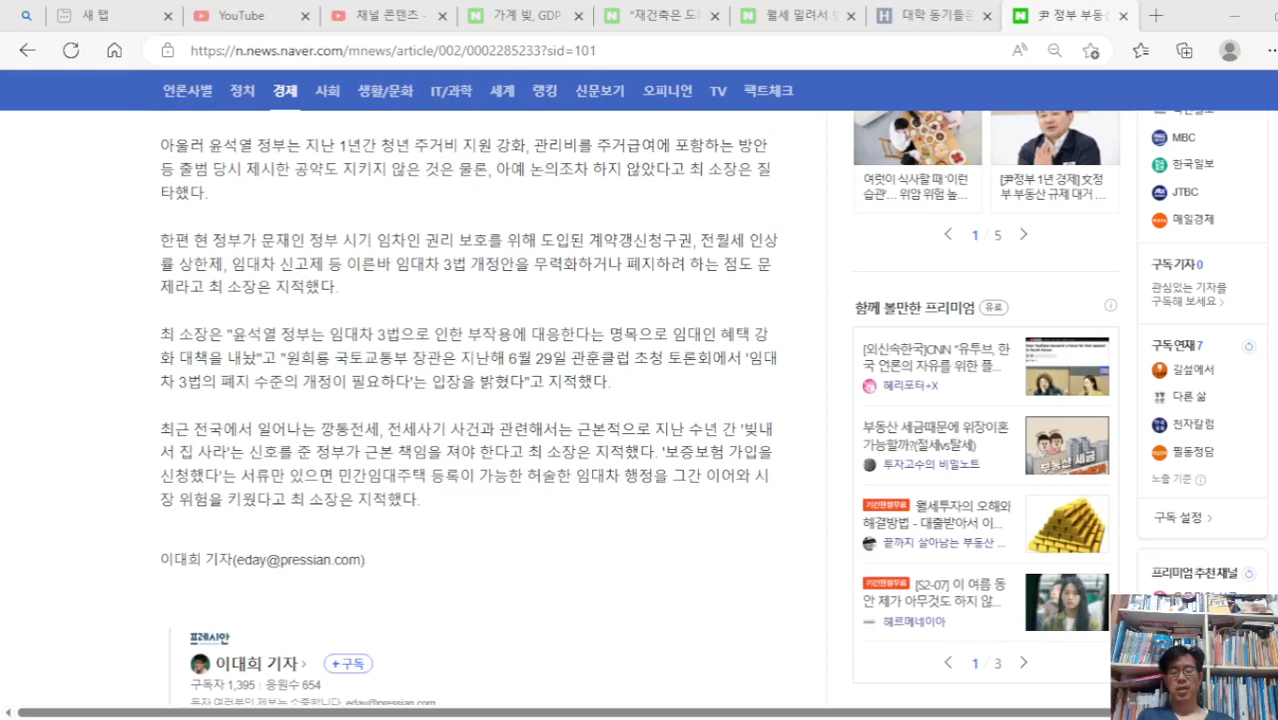 새 탭
YouTube
채널 콘텐츠 -
가계 빚, GDP
"재건축은 도
월세 밀려서
대학 동기들은
尹 정부 부동산
https://n.news.naver.com/mnews/article/002/0002285233?sid=101
언론사별 정치 경제 사회 생활/문화 IT/과학 세계 랭킹 신문보기 오피니언 TV 팩트체크
아울러 윤석열 정부는 지난 1년간 청년 주거비 지원 강화, 관리비를 주거급여에 포함하는 방안
등 출범 당시 제시한 공약도 지키지 않은 것은 물론, 아예 논의조차 하지 않았다고 최 소장은 질
타했다.
한편 현 정부가 문재인 정부 시기 임차인 권리 보호를 위해 도입된 계약갱신청구권, 전월세 인상
률 상한제, 임대차 신고제 등 이른바 임대차 3법 개정안을 무력화하거나 폐지하려 하는 점도 문
제라고 최 소장은 지적했다.
최 소장은 "윤석열 정부는 임대차 3법으로 인한 부작용에 대응한다는 명목으로 임대인 혜택 강
화 대책을 내놨"고 "원희룡 국토교통부 장관은 지난해 6월 29일 관훈클럽 초청 토론회에서 '임대
차 3법의 폐지 수준의 개정이 필요하다'는 입장을 밝혔다"고 지적했다.
최근 전국에서 일어나는 깡통전세, 전세사기 사건과 관련해서는 근본적으로 지난 수년 간 '빚내
서 집 사라'는 신호를 준 정부가 근본 책임을 져야 한다고 최 소장은 지적했다. '보증보험 가입을
신청했다'는 서류만 있으면 민간임대주택 등록이 가능한 허술한 임대차 행정을 그간 이어와 시
장 위험을 키웠다고 최 소장은 지적했다.
이대희 기자(eday@pressian.com)
프레시안
이대희 기자 >
+구독
구독자 1,395 응원수 654
독자 여러분의 제보는 소중합니다. eday@pressian.com
여럿이 식사할 때 '이런
습관'… 위암 위험 높…
[尹정부 1년 경제] 文정
부 부동산 규제 대거 …
1 / 5
함께 볼만한 프리미엄 유료
[외신속한국]CNN "유투브, 한
국 언론의 자유를 위한 플…
헤리포터+X
부동산 세금때문에 위장이혼
가능할까?(절세vs탈세)
투자고수의 비밀노트
부동산 세금
기간한정무료 월세투자의 오해와
해결방법 - 대출받아서 이…
끝까지 살아남는 부동산 …
기간한정무료 [S2-07] 이 여름 동
안 제가 아무것도 하지 않…
헤르메네이아
1 / 3
MBC
한국일보
JTBC
매일경제
구독기자 0
관심있는 기자를
구독해 보세요 >
구독 연재 7
길섶에서
다른 삶
전자칼럼
필동정담
노출 기준
구독 설정 >
프리미엄 추천 채널